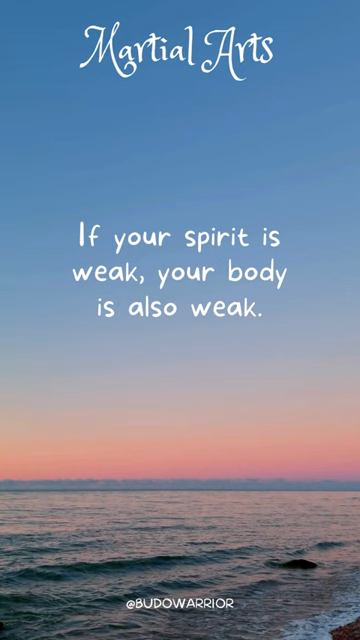 Martial Arts
If your spirit is
weak, your body
is also weak.
@BUDOWARRIOR